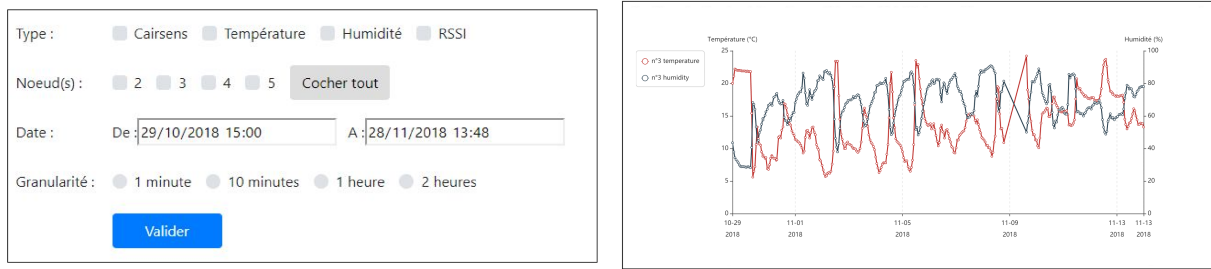 Type : Cairsens Température Humidité RSSI
Noeud(s) : 2 3 4 5 Cocher tout
Date : De : 29/10/2018 15:00 A : 28/11/2018 13:48
Granularité : 1 minute 10 minutes 1 heure 2 heures
Valider
Température (°C) Humidité (%)
n°3 temperature
n°3 humidity
25 100
20 80
15 60
10 40
5 20
0 0
10-29 11-01 11-05 11-09 11-13 11-13
2018 2018 2018 2018 2018 2018